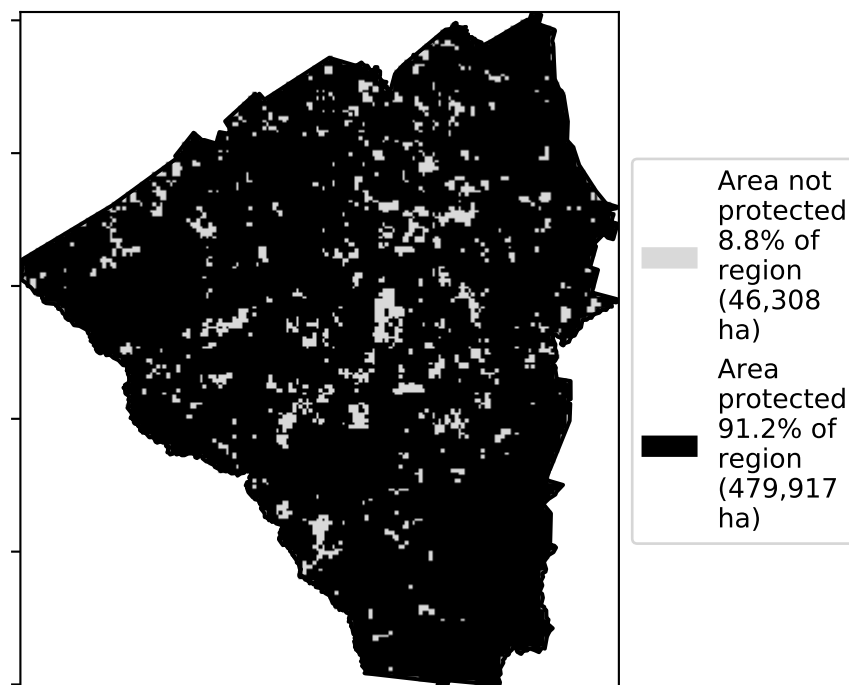 Area not
protected
8.8% of
region
(46,308
ha)
Area
protected
91.2% of
region
(479,917
ha)